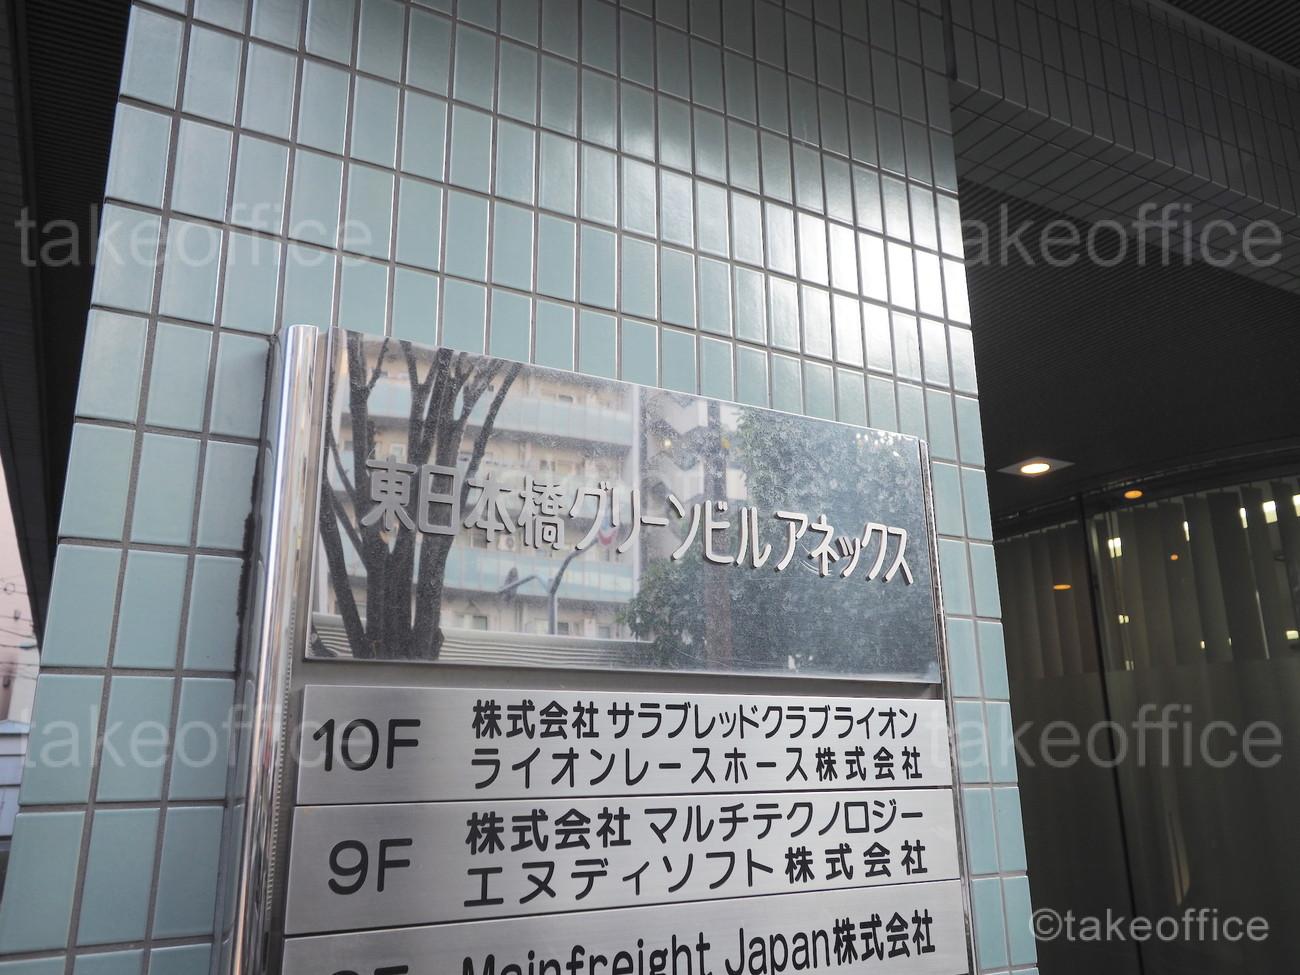 東日本橋グリーンビルアネックス
10F
株式会社サラブレッドクラブライオン
ライオンレースホース株式会社
9F
株式会社マルチテクノロジー
エヌディソフト株式会社
Mainfreight Japan株式会社
takeoffice
takeoffice
takeoffice
takeoffice
©takeoffice